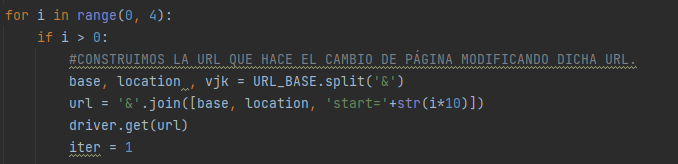 for i in range(0, 4):
    if i > 0:
        #CONSTRUIMOS LA URL QUE HACE EL CAMBIO DE PÁGINA MODIFICANDO DICHA URL.
        base, location , vjk = URL_BASE.split('&')
        url = '&'.join([base, location, 'start='+str(i*10)])
        driver.get(url)
        iter = 1